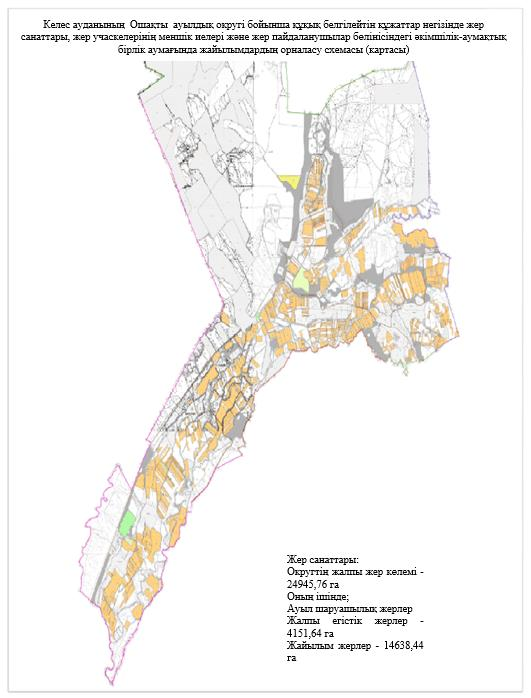 Келес ауданының Ошақты ауылдық округі бойынша құқық белгілейтін құжаттар негізінде жер
санаттары, жер учаскелерінің меншік иелері және жер пайдаланушылар бөлінісіндегі әкімшілік-аумақтық
бірлік аумағында жайылымдардың орналасу схемасы (картасы)
Жер санаттары:
Округтің жалпы жер көлемі -
24945,76 га
Оның ішінде;
Ауыл шаруашылық жерлер
Жалпы егістік жерлер -
4151,64 га
Жайылым жерлер - 14638,44
га